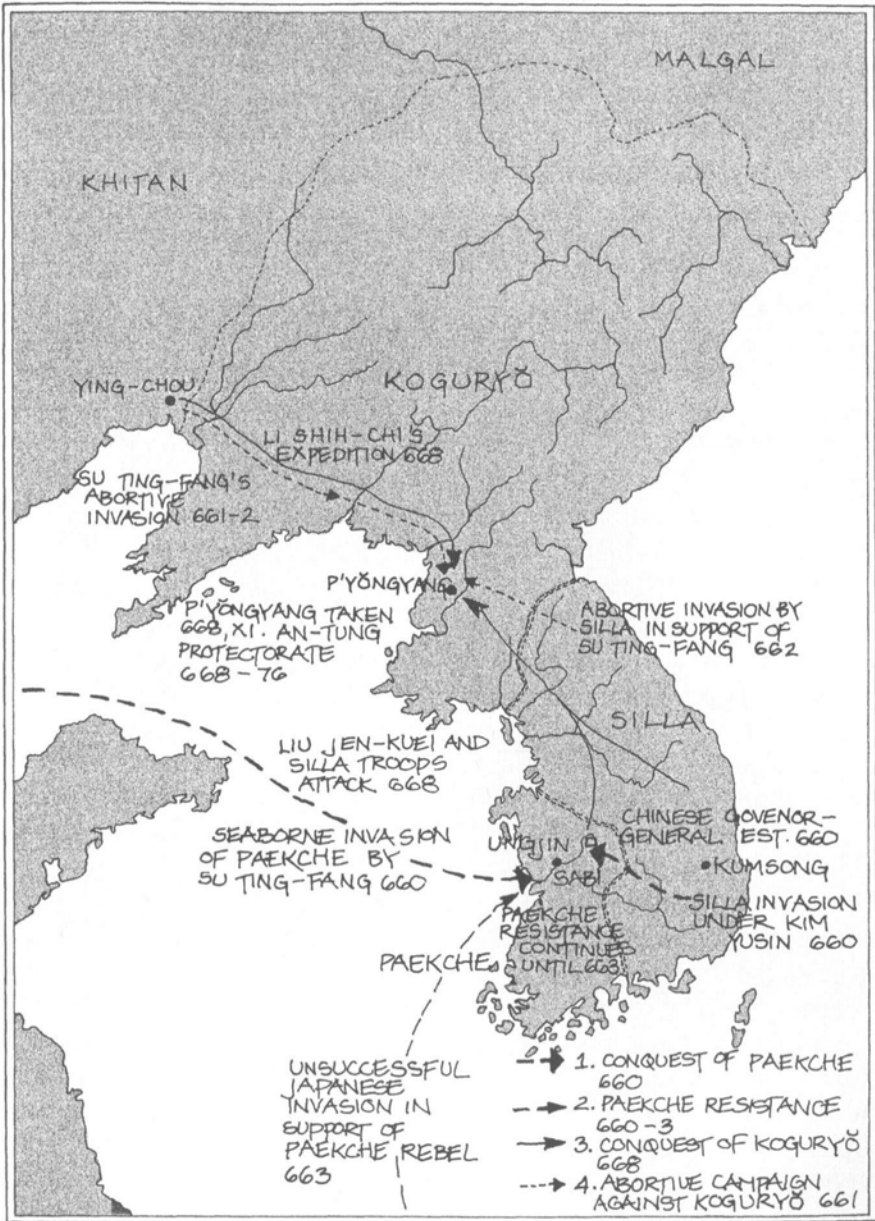 MALGAL
KHITAN
YING-CHOU
KOGURYŎ
LI SHIH-CHI'S
EXPEDITION 668
SU TING-FANG'S
ABORTIVE
INVASION 661-2
P'YŎNGYANG
P'YŎNGYANG TAKEN
668, XI. AN-TUNG
PROTECTORATE
668-76
ABORTIVE INVASION BY
SILLA IN SUPPORT OF
SU TING-FANG 662
SILLA
LIU JEN-KUEI AND
SILLA TROOPS
ATTACK 668
SEABORNE INVASION
OF PAEKCHE BY
SU TING-FANG 660
CHINESE GOVENOR-
GENERAL EST. 660
UNGJIN
SABI
KUMSONG
SILLA INVASION
UNDER KIM
YUSIN 660
PAEKCHE
RESISTANCE
CONTINUES
UNTIL 663
PAEKCHE
UNSUCCESSFUL
JAPANESE
INVASION IN
SUPPORT OF
PAEKCHE REBEL
663
1. CONQUEST OF PAEKCHE
660
2. PAEKCHE RESISTANCE
660-3
3. CONQUEST OF KOGURYŎ
668
4. ABORTIVE CAMPAIGN
AGAINST KOGURYŎ 661